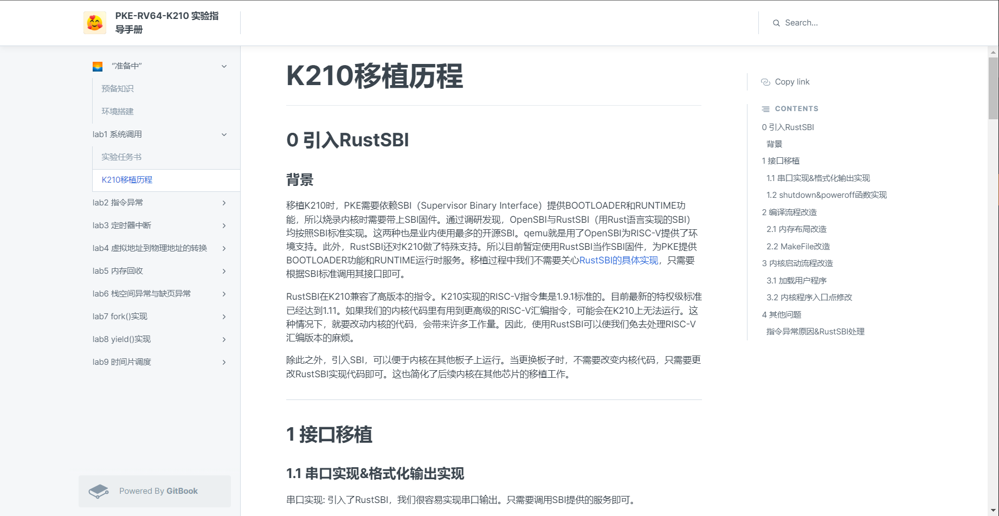 PKE-RV64-K210 实验指
导手册
Search...
“准备中”
预备知识
环境搭建
lab1 系统调用
实验任务书
K210移植历程
lab2 指令异常
lab3 定时器中断
lab4 虚拟地址到物理地址的转换
lab5 内存回收
lab6 栈空间异常与缺页异常
lab7 fork()实现
lab8 yield()实现
lab9 时间片调度
Powered By GitBook
K210移植历程
0 引入RustSBI
背景
移植K210时，PKE需要依赖SBI（Supervisor Binary Interface）提供BOOTLOADER和RUNTIME功
能，所以烧录内核时需要带上SBI固件。通过调研发现，OpenSBI与RustSBI（用Rust语言实现的SBI）
均按照SBI标准实现。这两种也是业内使用最多的开源SBI。qemu就是用了OpenSBI为RISC-V提供了环
境支持。此外，RustSBI还对K210做了特殊支持。所以目前暂定使用RustSBI当作SBI固件，为PKE提供
BOOTLOADER功能和RUNTIME运行时服务。移植过程中我们不需要关心RustSBI的具体实现，只需要
根据SBI标准调用其接口即可。
RustSBI在K210兼容了高版本的指令。K210实现的RISC-V指令集是1.9.1标准的。目前最新的特权级标准
已经达到1.11。如果我们的内核代码里有用到更高级的RISC-V汇编指令，可能会在K210上无法运行。这
种情况下，就要改动内核的代码，会带来许多工作量。因此，使用RustSBI可以使我们免去处理RISC-V
汇编版本的麻烦。
除此之外，引入SBI，可以便于内核在其他板子上运行。当更换板子时，不需要改变内核代码，只需要更
改RustSBI实现代码即可。这也简化了后续内核在其他芯片的移植工作。
1 接口移植
1.1 串口实现&格式化输出实现
串口实现: 引入了RustSBI，我们很容易实现串口输出。只需要调用SBI提供的服务即可。
Copy link
CONTENTS
0 引入RustSBI
背景
1 接口移植
1.1 串口实现&格式化输出实现
1.2 shutdown&poweroff函数实现
2 编译流程改造
2.1 内存布局改造
2.2 MakeFile改造
3 内核启动流程改造
3.1 加载用户程序
3.2 内核程序入口点修改
4 其他问题
指令异常原因&RustSBI处理